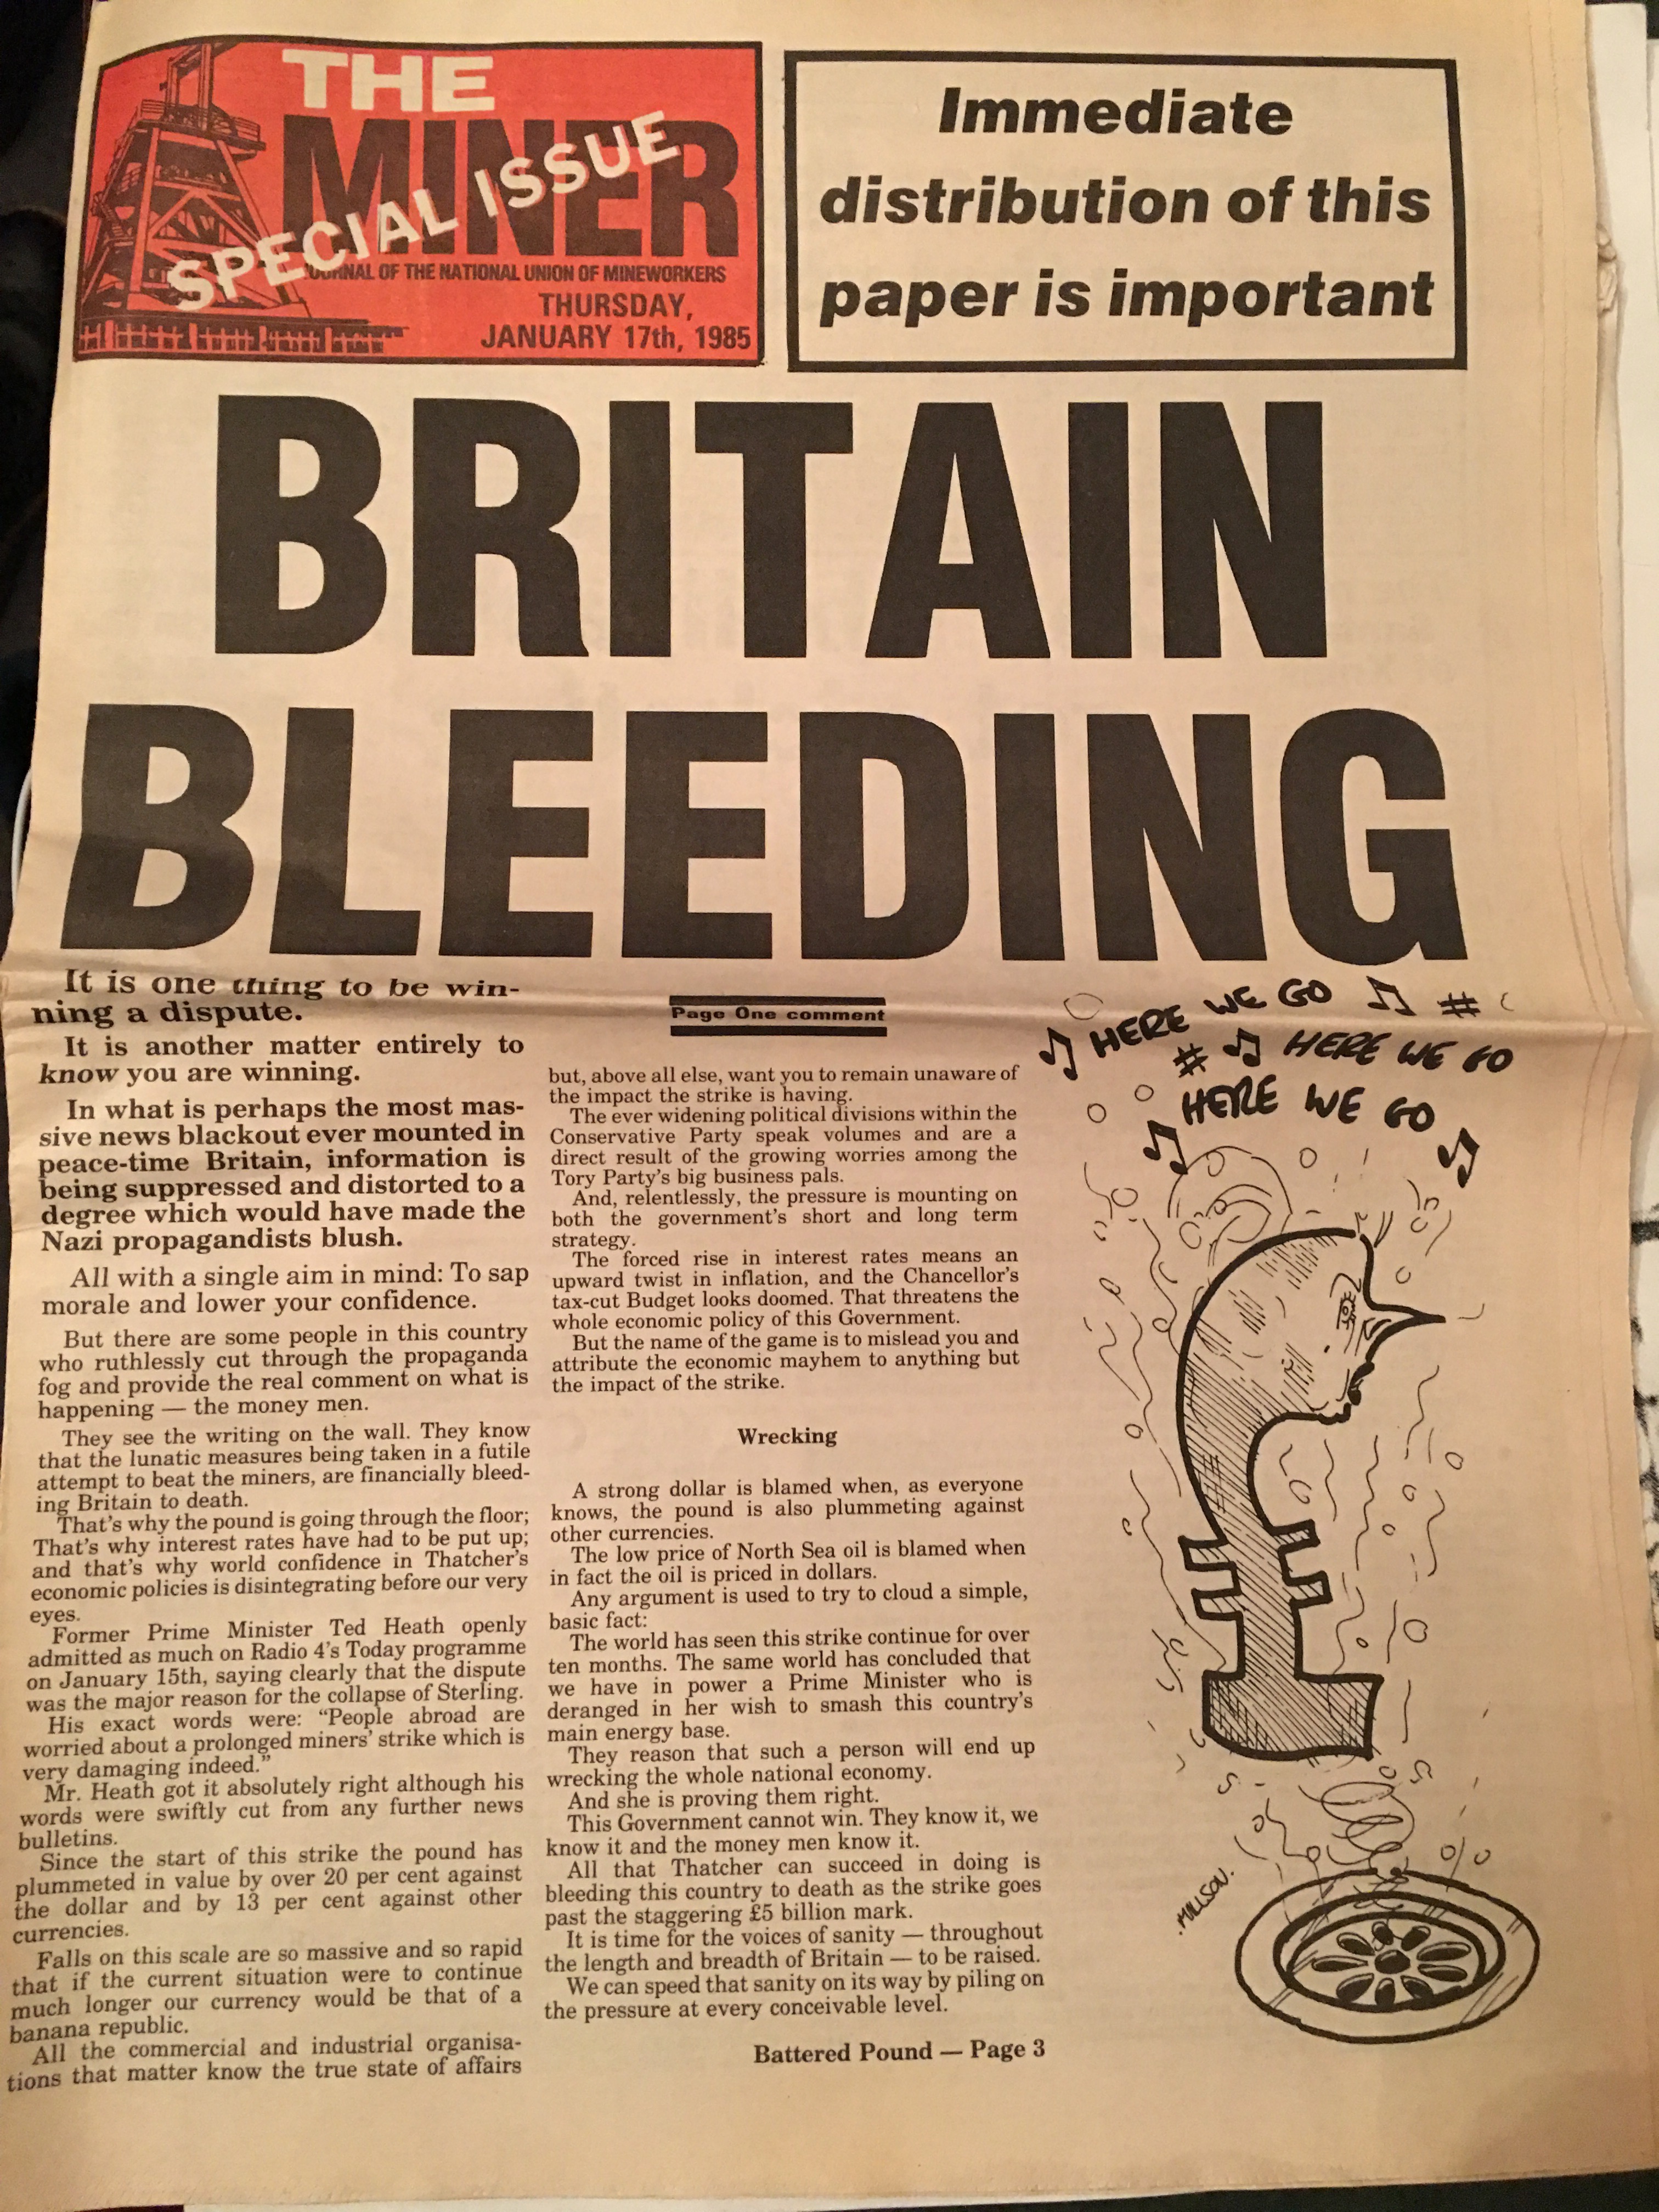 THE
MINER
SPECIAL ISSUE
JOURNAL OF THE NATIONAL UNION OF MINEWORKERS
THURSDAY,
JANUARY 17th, 1985
Immediate
distribution of this
paper is important
BRITAIN
BLEEDING
It is one thing to be win-
ning a dispute.
It is another matter entirely to
know you are winning.
In what is perhaps the most mas-
sive news blackout ever mounted in
peace-time Britain, information is
being suppressed and distorted to a
degree which would have made the
Nazi propagandists blush.
All with a single aim in mind: To sap
morale and lower your confidence.
But there are some people in this country
who ruthlessly cut through the propaganda
fog and provide the real comment on what is
happening — the money men.
They see the writing on the wall. They know
that the lunatic measures being taken in a futile
attempt to beat the miners, are financially bleed-
ing Britain to death.
That's why the pound is going through the floor;
That's why interest rates have had to be put up;
and that's why world confidence in Thatcher's
economic policies is disintegrating before our very
eyes.
Former Prime Minister Ted Heath openly
admitted as much on Radio 4's Today programme
on January 15th, saying clearly that the dispute
was the major reason for the collapse of Sterling.
His exact words were: “People abroad are
worried about a prolonged miners' strike which is
very damaging indeed.”
Mr. Heath got it absolutely right although his
words were swiftly cut from any further news
bulletins.
Since the start of this strike the pound has
plummeted in value by over 20 per cent against
the dollar and by 13 per cent against other
currencies.
Falls on this scale are so massive and so rapid
that if the current situation were to continue
much longer our currency would be that of a
banana republic.
All the commercial and industrial organisa-
tions that matter know the true state of affairs
Page One comment
but, above all else, want you to remain unaware of
the impact the strike is having.
The ever widening political divisions within the
Conservative Party speak volumes and are a
direct result of the growing worries among the
Tory Party's big business pals.
And, relentlessly, the pressure is mounting on
both the government's short and long term
strategy.
The forced rise in interest rates means an
upward twist in inflation, and the Chancellor's
tax-cut Budget looks doomed. That threatens the
whole economic policy of this Government.
But the name of the game is to mislead you and
attribute the economic mayhem to anything but
the impact of the strike.
Wrecking
A strong dollar is blamed when, as everyone
knows, the pound is also plummeting against
other currencies.
The low price of North Sea oil is blamed when
in fact the oil is priced in dollars.
Any argument is used to try to cloud a simple,
basic fact:
The world has seen this strike continue for over
ten months. The same world has concluded that
we have in power a Prime Minister who is
deranged in her wish to smash this country's
main energy base.
They reason that such a person will end up
wrecking the whole national economy.
And she is proving them right.
This Government cannot win. They know it, we
know it and the money men know it.
All that Thatcher can succeed in doing is
bleeding this country to death as the strike goes
past the staggering £5 billion mark.
It is time for the voices of sanity — throughout
the length and breadth of Britain — to be raised.
We can speed that sanity on its way by piling on
the pressure at every conceivable level.
Battered Pound — Page 3
HERE WE GO
HERE WE GO
HERE WE GO
MILLSON.